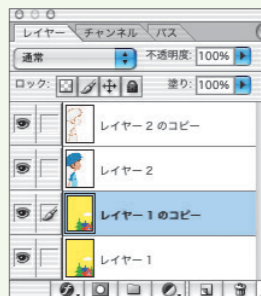 レイヤー チャンネル パス
通常 不透明度: 100%
ロック: 塗り: 100%
レイヤー 2 のコピー
レイヤー 2
レイヤー 1 のコピー
レイヤー 1